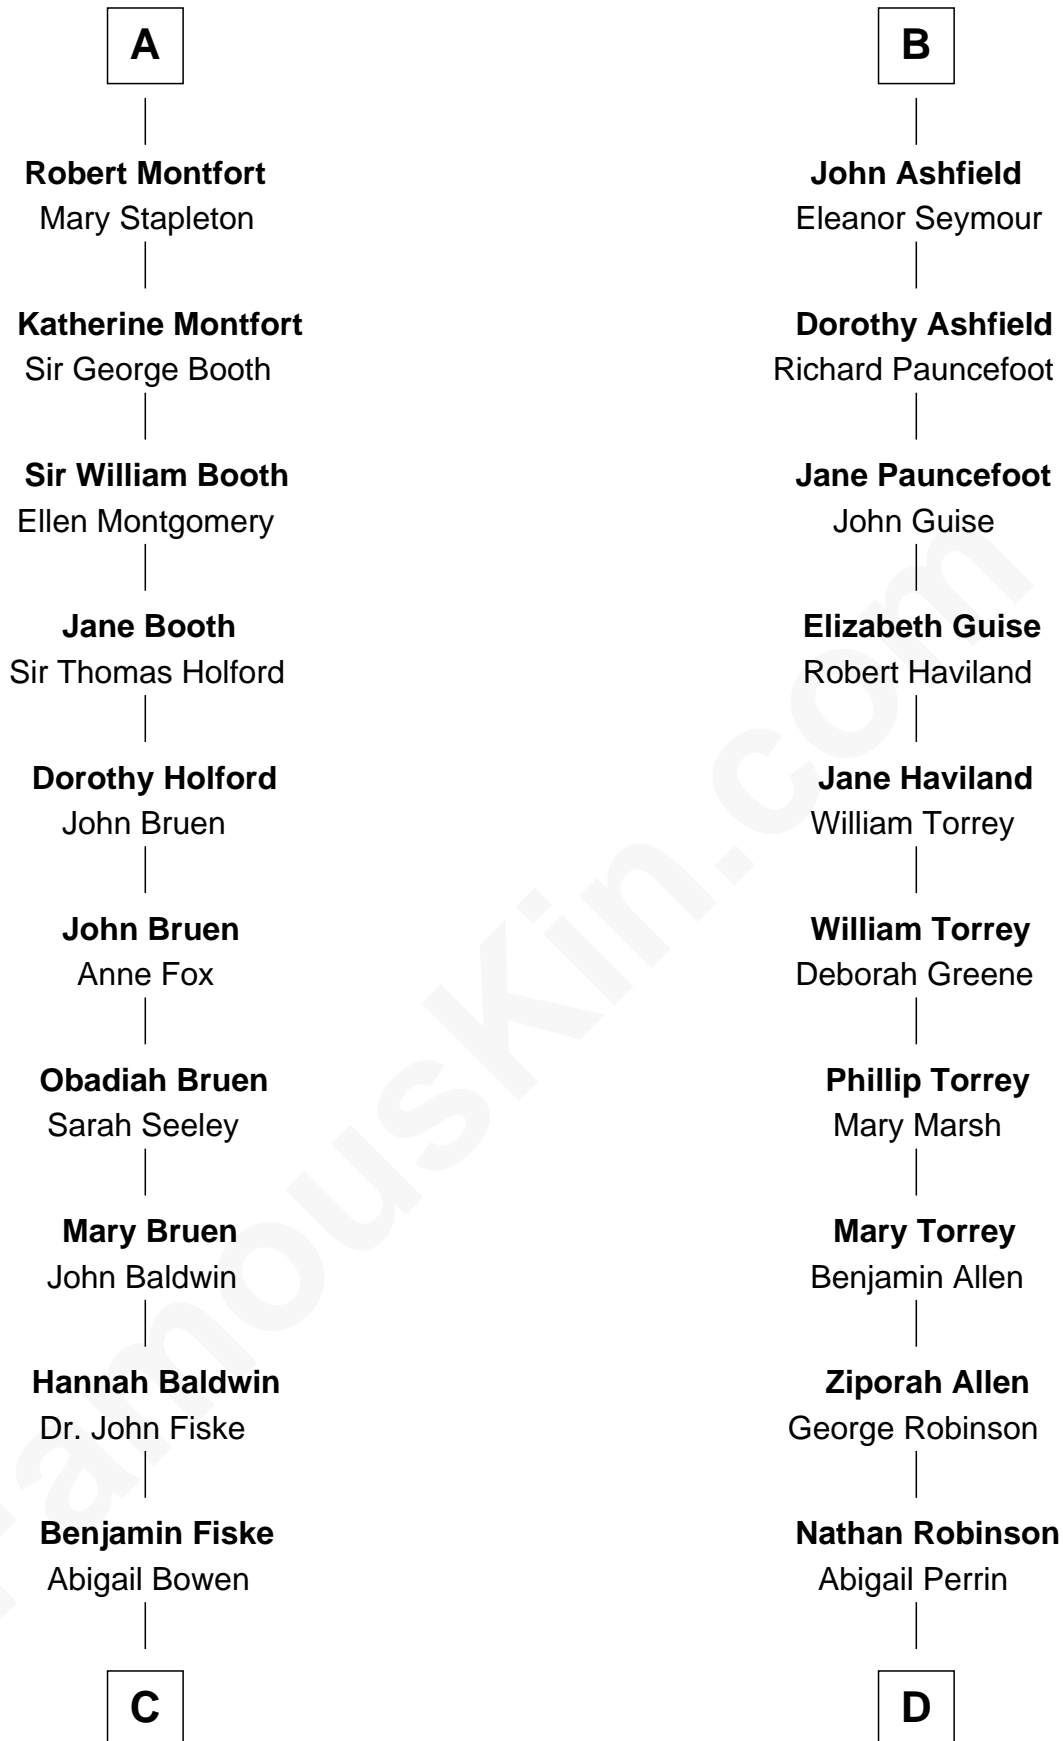 A
Robert Montfort
Mary Stapleton
Katherine Montfort
Sir George Booth
Sir William Booth
Ellen Montgomery
Jane Booth
Sir Thomas Holford
Dorothy Holford
John Bruen
John Bruen
Anne Fox
Obadiah Bruen
Sarah Seeley
Mary Bruen
John Baldwin
Hannah Baldwin
Dr. John Fiske
Benjamin Fiske
Abigail Bowen
C
B
John Ashfield
Eleanor Seymour
Dorothy Ashfield
Richard Pauncefoot
Jane Pauncefoot
John Guise
Elizabeth Guise
Robert Haviland
Jane Haviland
William Torrey
William Torrey
Deborah Greene
Phillip Torrey
Mary Marsh
Mary Torrey
Benjamin Allen
Ziporah Allen
George Robinson
Nathan Robinson
Abigail Perrin
D
FamousKin.com